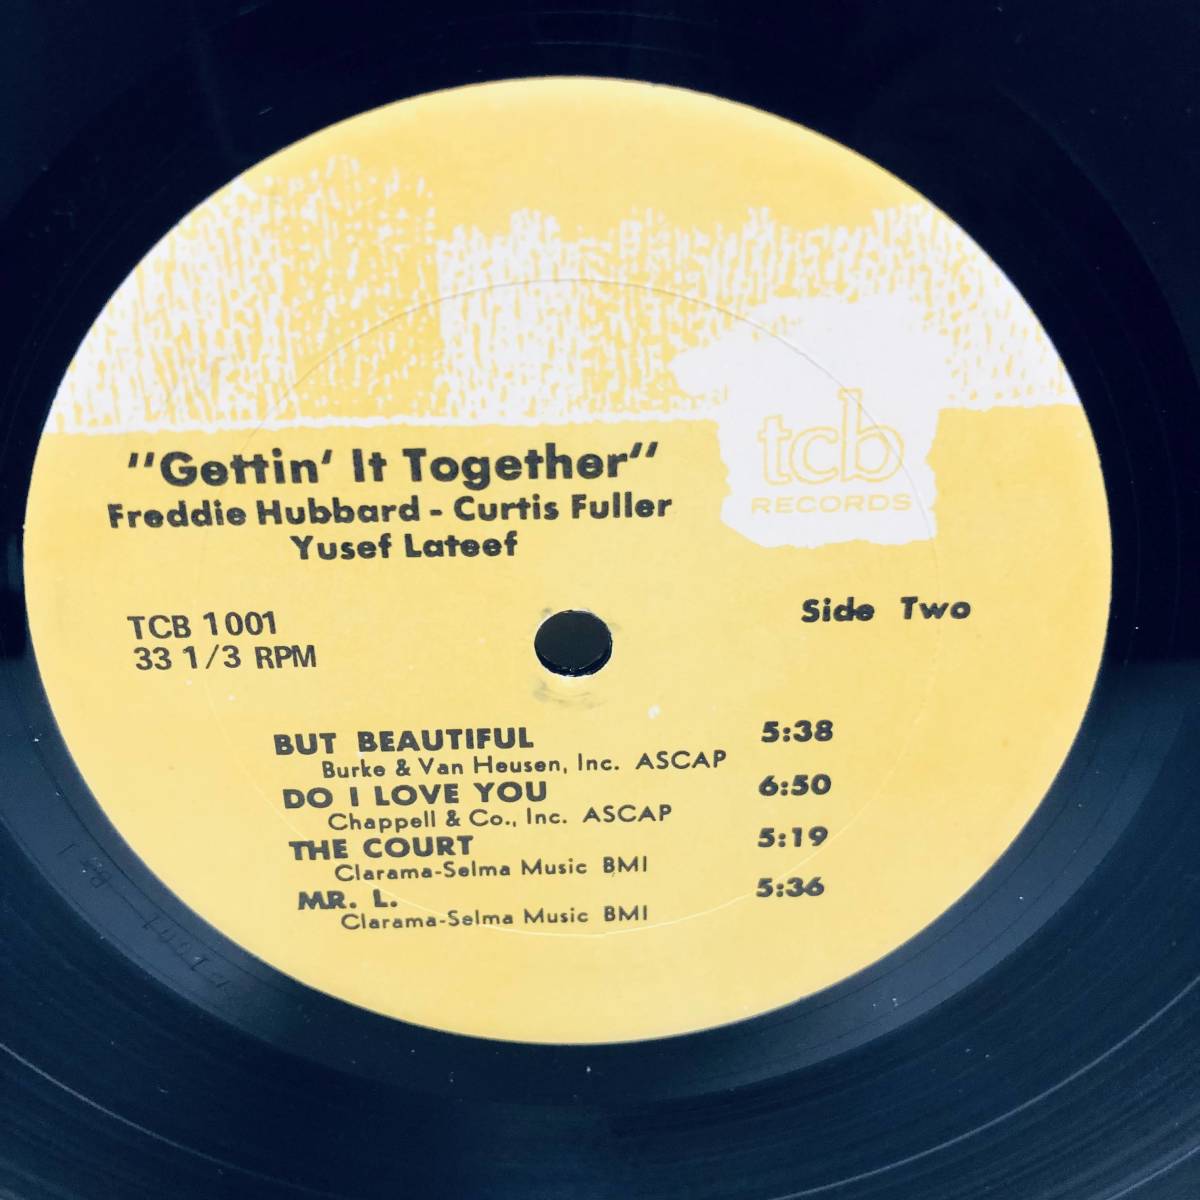 tcb
RECORDS
"Gettin' It Together"
Freddie Hubbard - Curtis Fuller
Yusef Lateef
TCB 1001
33 1/3 RPM
Side Two
BUT BEAUTIFUL 5:38
Burke & Van Heusen, Inc. ASCAP
DO I LOVE YOU 6:50
Chappell & Co., Inc. ASCAP
THE COURT 5:19
Clarama-Selma Music BMI
MR. L. 5:36
Clarama-Selma Music BMI